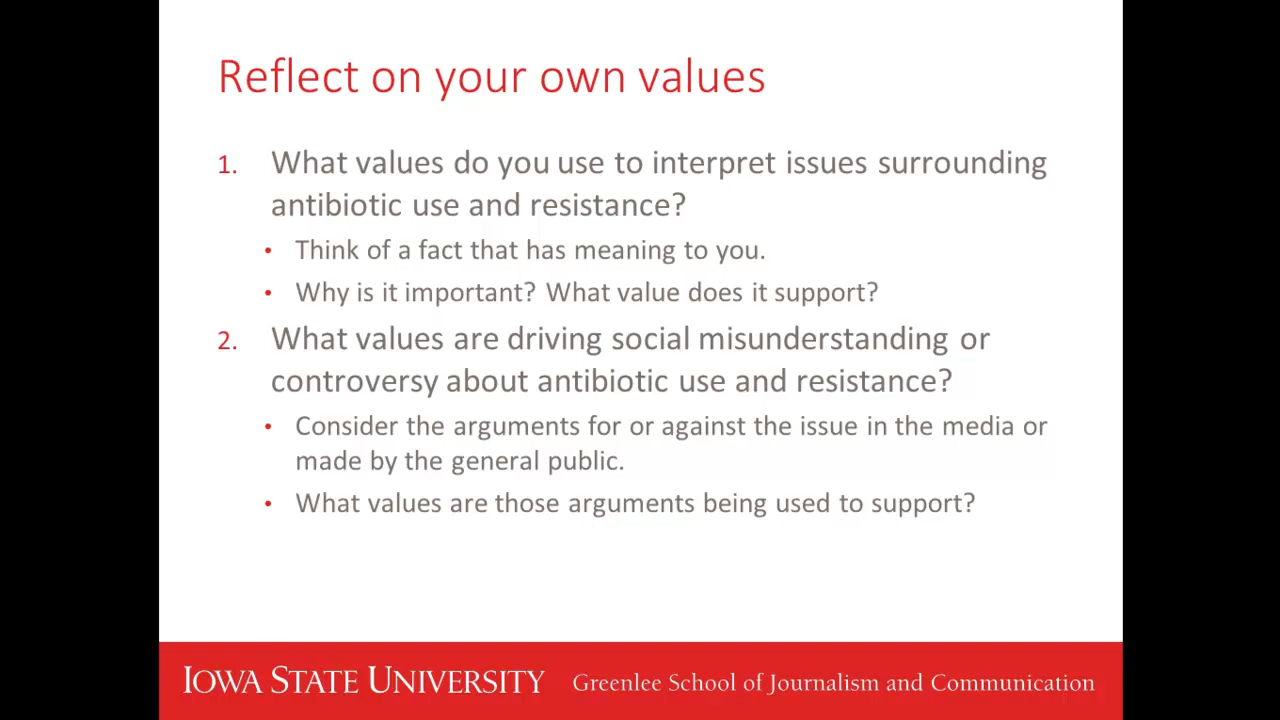 Reflect on your own values
1. What values do you use to interpret issues surrounding
antibiotic use and resistance?
• Think of a fact that has meaning to you.
• Why is it important? What value does it support?
2. What values are driving social misunderstanding or
controversy about antibiotic use and resistance?
• Consider the arguments for or against the issue in the media or
made by the general public.
• What values are those arguments being used to support?
IOWA STATE UNIVERSITY Greenlee School of Journalism and Communication